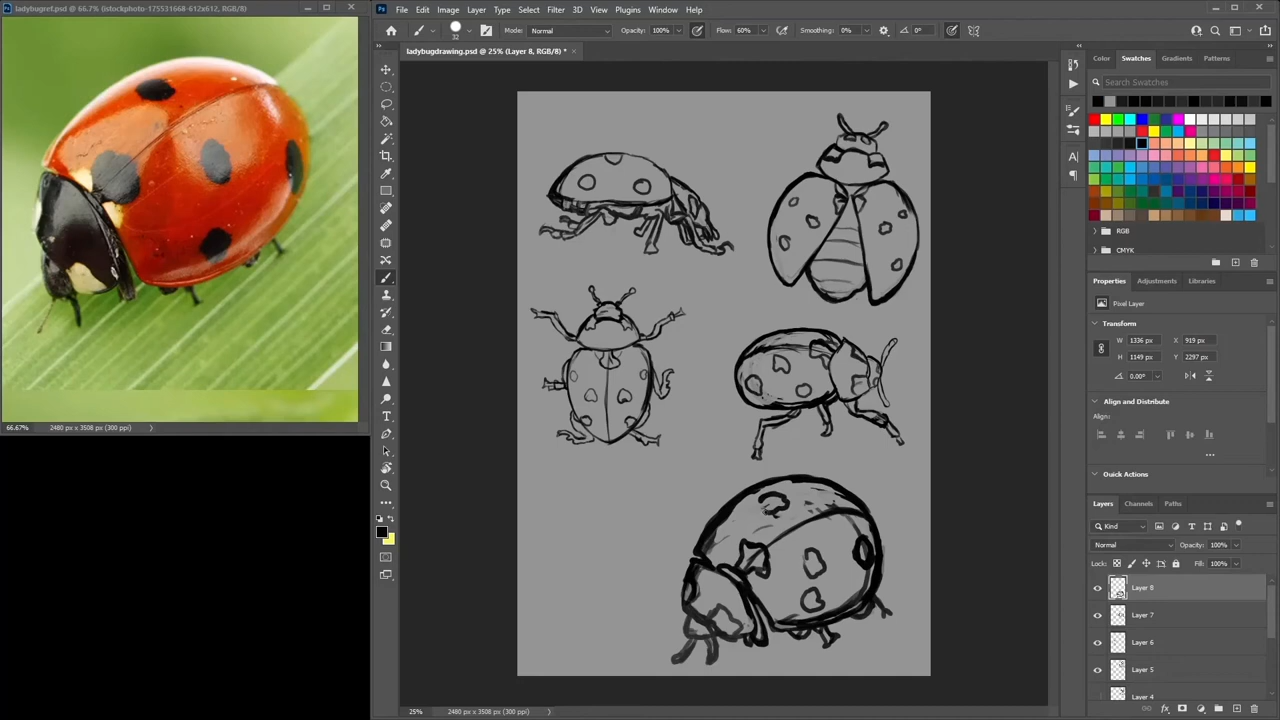 ladybugref.psd @ 66.7% (istockphoto-175531668-612x612, RGB/8)
66.67% 2480 px x 3508 px (300 ppi)
Ps File Edit Image Layer Type Select Filter 3D View Plugins Window Help
32 Mode: Normal Opacity: 100% Flow: 60% Smoothing: 0% 0°
ladybugdrawing.psd @ 25% (Layer 8, RGB/8) *
25% 2480 px x 3508 px (300 ppi)
Color Swatches Gradients Patterns
Search Swatches
RGB
CMYK
Properties Adjustments Libraries
Pixel Layer
Transform
W 1336 px X 919 px
H 1149 px Y 2297 px
0.00°
Align and Distribute
Align:
Quick Actions
Layers Channels Paths
Kind
Normal Opacity: 100%
Lock: Fill: 100%
Layer 8
Layer 7
Layer 6
Layer 5
Layer 4